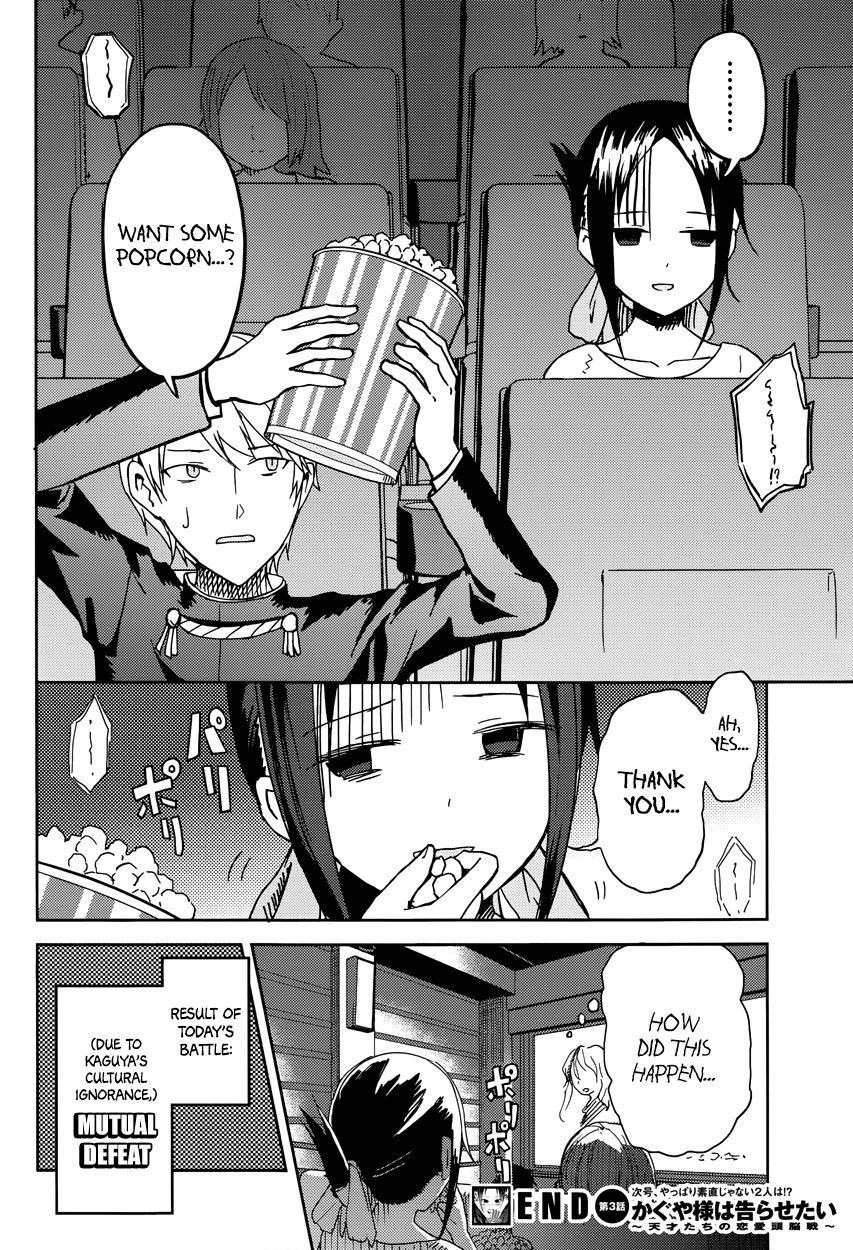 ………
WANT SOME
POPCORN...?
AH,
YES...
THANK
YOU...
パリ
ポリ
HOW
DID THIS
HAPPEN...
ポリポリ
RESULT OF
TODAY'S
BATTLE:
(DUE TO
KAGUYA'S
CULTURAL
IGNORANCE,)
MUTUAL
DEFEAT
END
第3話
次号、やっぱり素直じゃない2人は!?
かぐや様は告らせたい
～天才たちの恋愛頭脳戦～